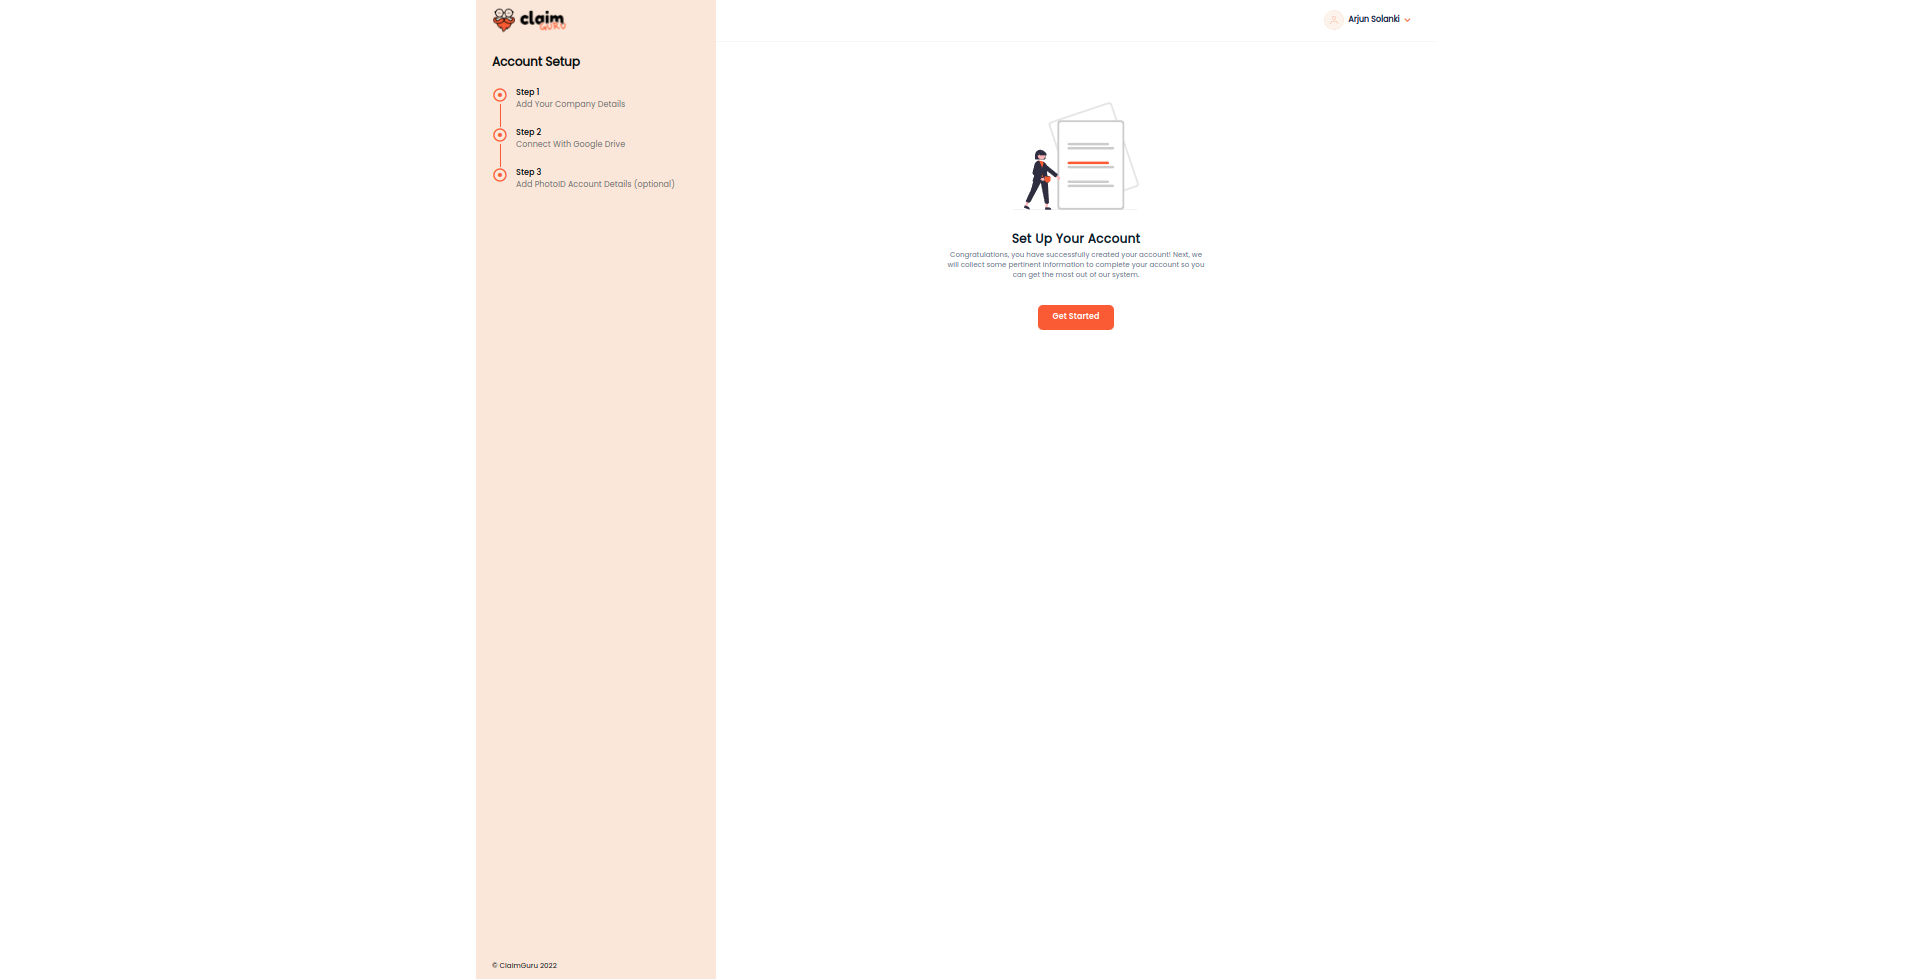 claim
GURU
Arjun Solanki
Account Setup
Step 1
Add Your Company Details
Step 2
Connect With Google Drive
Step 3
Add PhotoID Account Details (optional)
Set Up Your Account
Congratulations, you have successfully created your account! Next, we
will collect some pertinent information to complete your account so you
can get the most out of our system.
Get Started
© ClaimGuru 2022